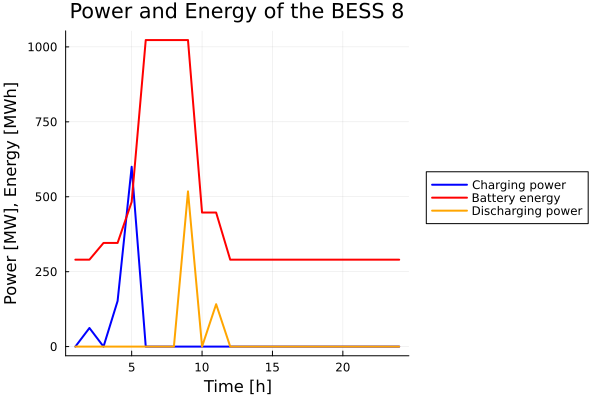 Power and Energy of the BESS 8
Power [MW], Energy [MWh]
1000
750
500
250
0
5
10
15
20
Time [h]
Charging power
Battery energy
Discharging power